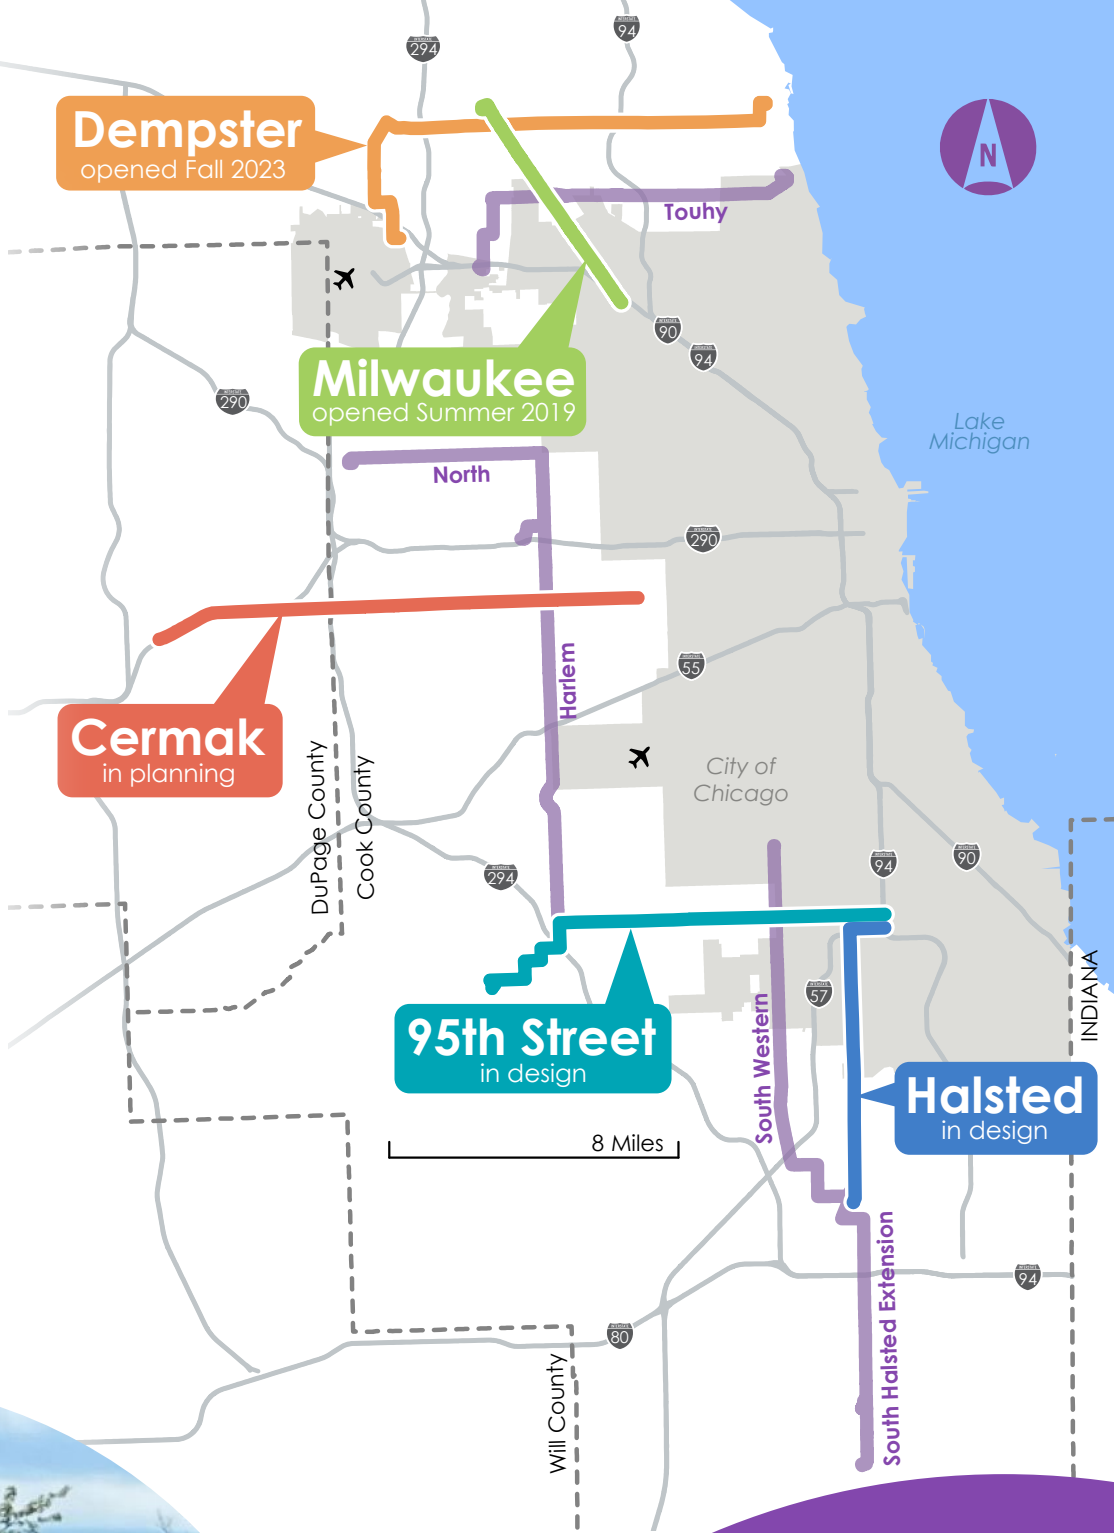 294
94
Dempster
opened Fall 2023
N
Touhy
90
94
Milwaukee
opened Summer 2019
290
Lake
Michigan
North
290
Harlem
55
Cermak
in planning
City of
Chicago
DuPage County
Cook County
294
94
90
INDIANA
57
95th Street
in design
South Western
Halsted
in design
8 Miles
South Halsted Extension
94
80
Will County